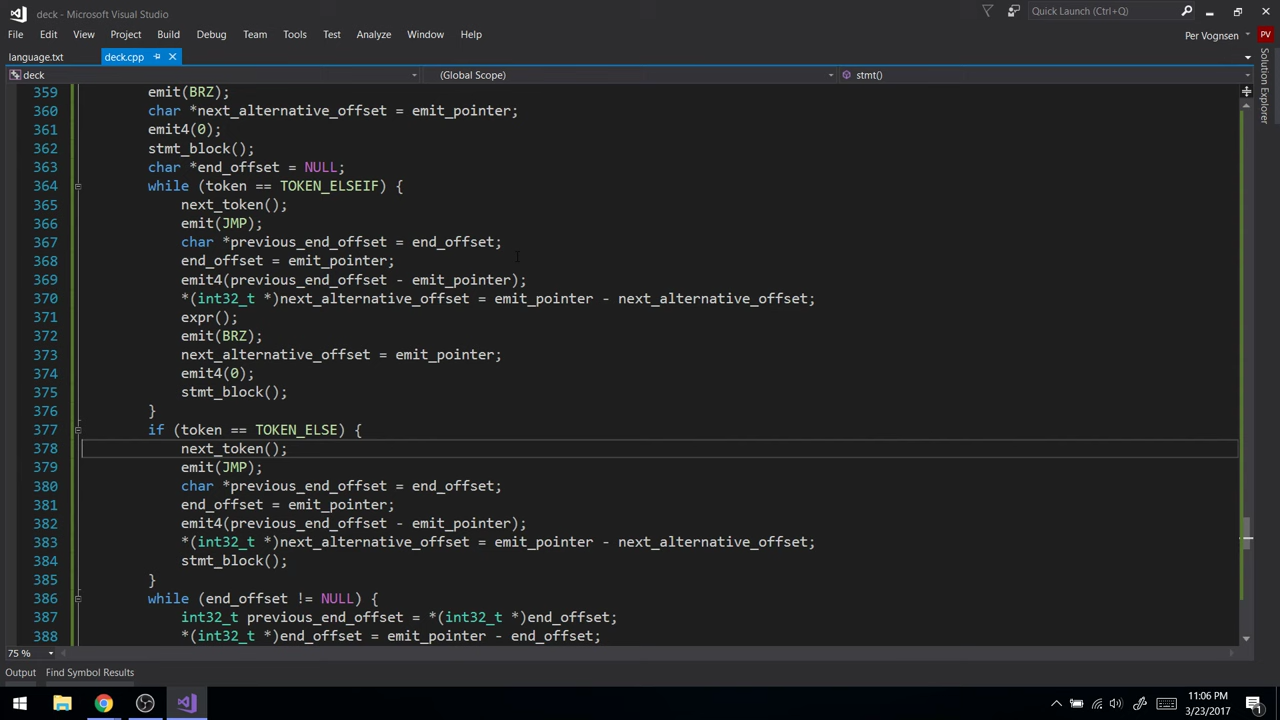 deck - Microsoft Visual Studio
Quick Launch (Ctrl+Q)
File Edit View Project Build Debug Team Tools Test Analyze Window Help
Per Vognsen PV
language.txt deck.cpp
deck (Global Scope) stmt()
Solution Explorer
359 emit(BRZ);
360 char *next_alternative_offset = emit_pointer;
361 emit4(0);
362 stmt_block();
363 char *end_offset = NULL;
364 while (token == TOKEN_ELSEIF) {
365 next_token();
366 emit(JMP);
367 char *previous_end_offset = end_offset;
368 end_offset = emit_pointer;
369 emit4(previous_end_offset - emit_pointer);
370 *(int32_t *)next_alternative_offset = emit_pointer - next_alternative_offset;
371 expr();
372 emit(BRZ);
373 next_alternative_offset = emit_pointer;
374 emit4(0);
375 stmt_block();
376 }
377 if (token == TOKEN_ELSE) {
378 next_token();
379 emit(JMP);
380 char *previous_end_offset = end_offset;
381 end_offset = emit_pointer;
382 emit4(previous_end_offset - emit_pointer);
383 *(int32_t *)next_alternative_offset = emit_pointer - next_alternative_offset;
384 stmt_block();
385 }
386 while (end_offset != NULL) {
387 int32_t previous_end_offset = *(int32_t *)end_offset;
388 *(int32_t *)end_offset = emit_pointer - end_offset;
75 %
Output Find Symbol Results
11:06 PM
3/23/2017
1